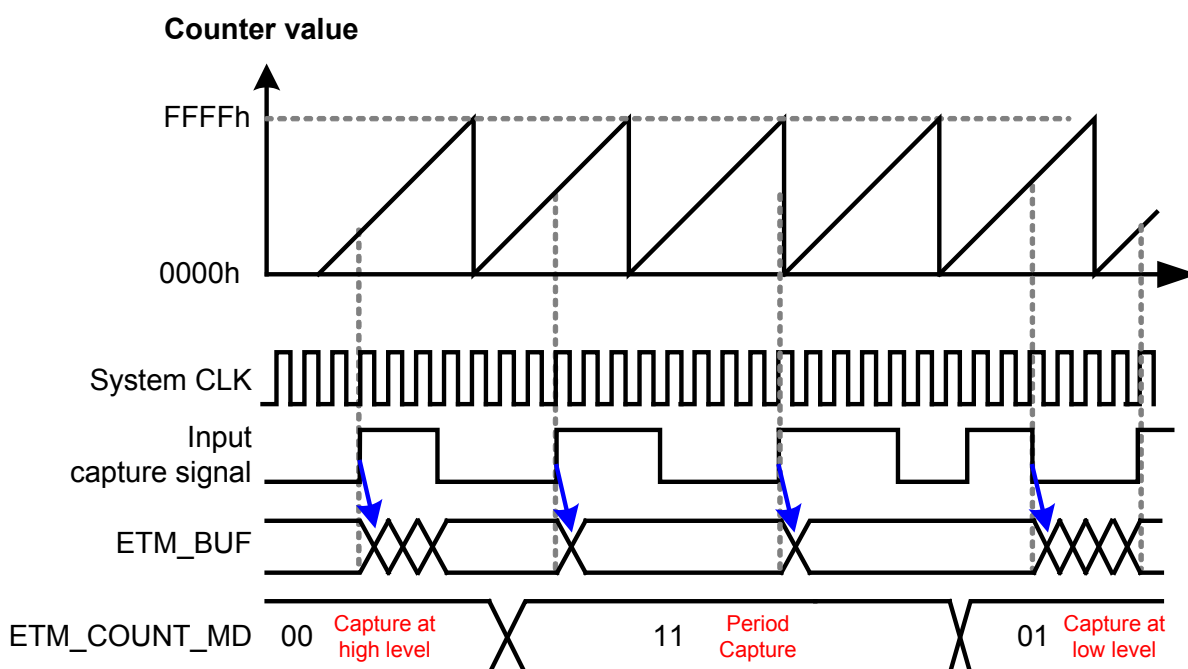 Counter value
FFFFh
0000h
System CLK
Input
capture signal
ETM_BUF
ETM_COUNT_MD
00
Capture at
high level
11
Period
Capture
01
Capture at
low level